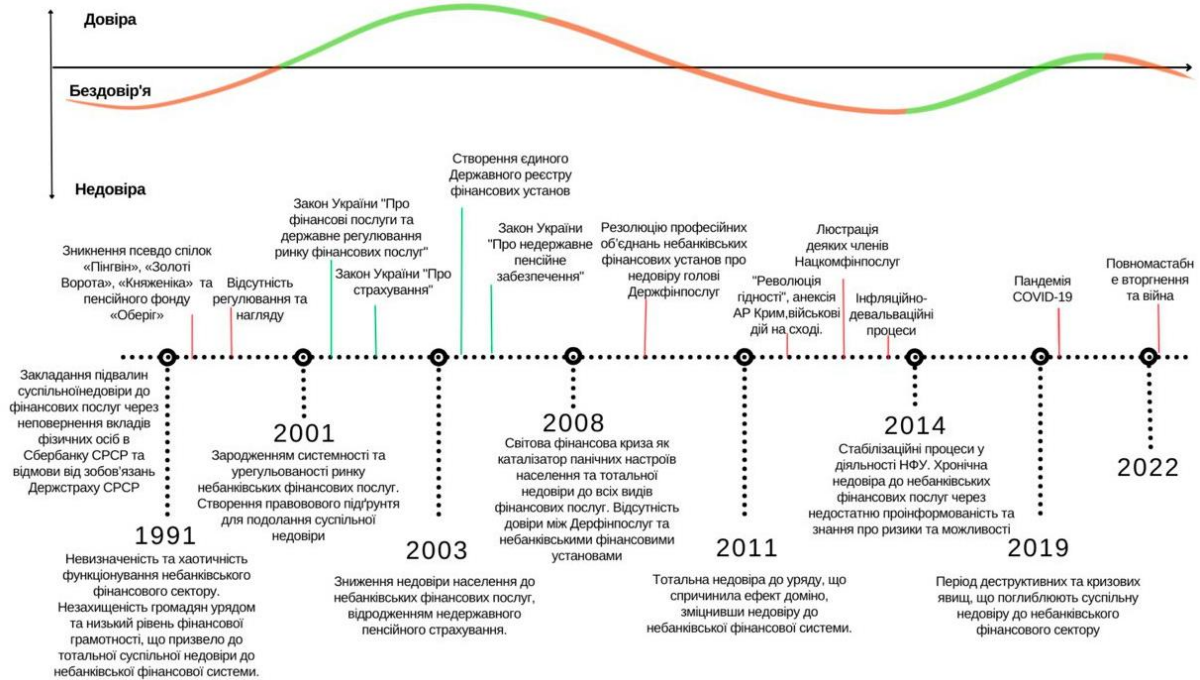 Довіра
Бездовір'я
Недовіра
Зникнення псевдо спілок
«Пінгвін», «Золоті
Ворота», «Княженіка» та
пенсійного фонду
«Оберіг»
Відсутність
регулювання та
нагляду
Закон України "Про
фінансові послуги та
державне регулювання
ринку фінансових послуг"
Закон України "Про
страхування"
Створення єдиного
Державного реєстру
фінансових установ
Закон України
"Про недержавне
пенсійне
забезпечення"
Резолюцію професійних
об’єднань небанківських
фінансових установ про
недовіру голові
Держфінпослуг
"Революція
гідності", анексія
АР Крим,військові
дій на сході.
Люстрація
деяких членів
Нацкомфінпослуг
Інфляційно-
девальваційні
процеси
Пандемія
COVID-19
Повномастабн
е вторгнення
та війна
Закладання підвалин
суспільноїнедовіри до
фінансових послуг через
неповернення вкладів
фізичних осіб в
Сбербанку СРСР та
відмови від зобов’язань
Держстраху СРСР
1991
Невизначеність та хаотичність
функціонування небанківського
фінансового сектору.
Незахищеність громадян урядом
та низький рівень фінансової
грамотності, що призвело до
тотальної суспільної недовіри до
небанківської фінансової системи.
2001
Зародженням системності та
урегульованості ринку
небанківських фінансових послуг.
Створення правовового підґрунтя
для подолання суспільної
недовіри
2003
Зниження недовіри населення до
небанківських фінансових послуг,
відродженням недержавного
пенсійного страхування.
2008
Світова фінансова криза як
каталізатор панічних настроїв
населення та тотальної
недовіри до всіх видів
фінансових послуг. Відсутність
довіри між Дерфінпослуг та
небанківськими фінансовими
установами
2011
Тотальна недовіра до уряду, що
спричинила ефект доміно,
зміцнивши недовіру до
небанківської фінансової системи.
2014
Стабілізаційні процеси у
діяльності НФУ. Хронічна
недовіра до небанківських
фінансових послуг через
недостатню проінформованість та
знання про ризики та можливості
2019
Період деструктивних та кризових
явищ, що поглиблюють суспільну
недовіру до небанківського
фінансового сектору
2022